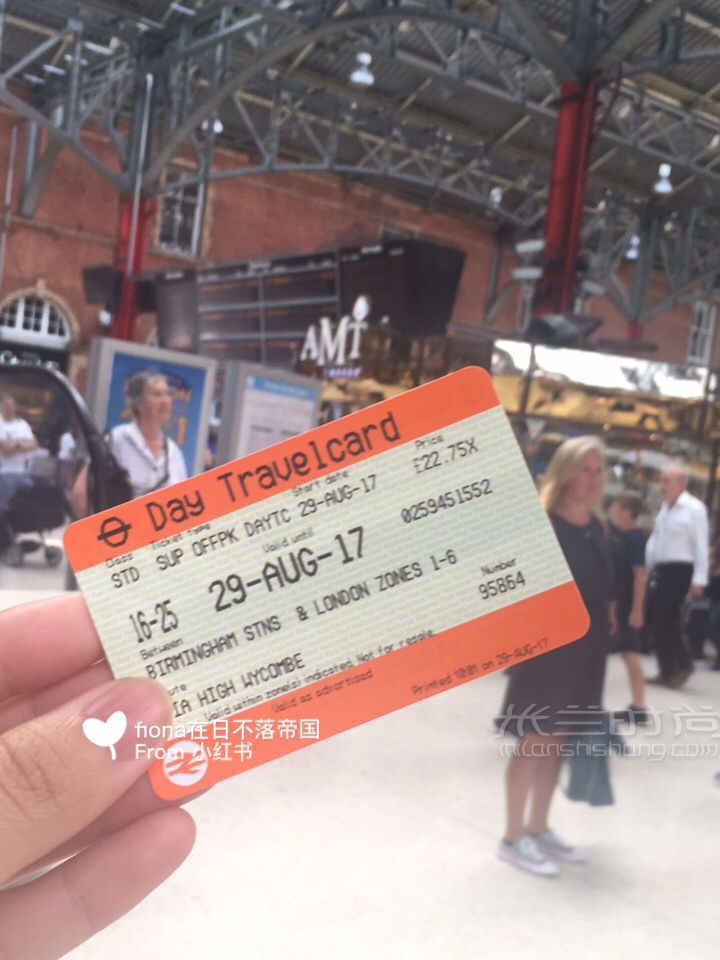 AMT
Day Travelcard
Class Ticket type Start date Price
STD SUP OFFPK DAYTC 29-AUG-17 £22.75X
Valid until
16-25 29-AUG-17 0259451552
Between Number
BIRMINGHAM STNS & LONDON ZONES 1-6 95864
IA HIGH WYCOMBE
Valid within zone(s) indicated. Not for resale
Valid as advertised
Printed 10:01 on 29-AUG-17
fiona在日不落帝国
From 小红书
米兰时尚
milanshishang.com